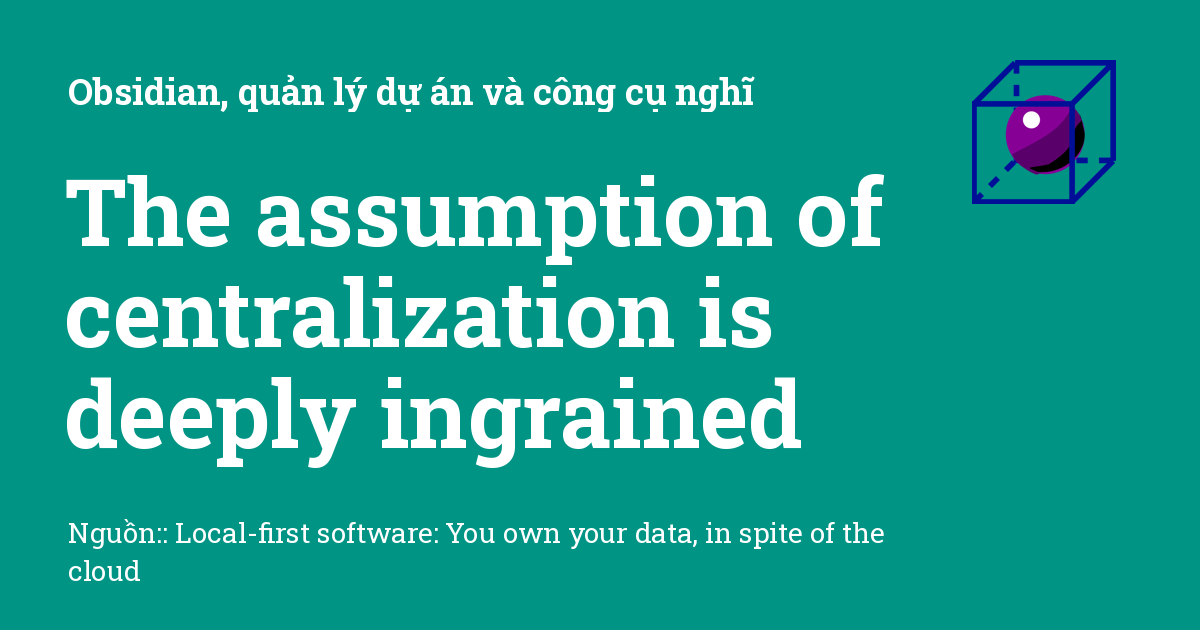 Obsidian, quản lý dự án và công cụ nghĩ
The assumption of
centralization is
deeply ingrained
Nguồn:: Local-first software: You own your data, in spite of the
cloud